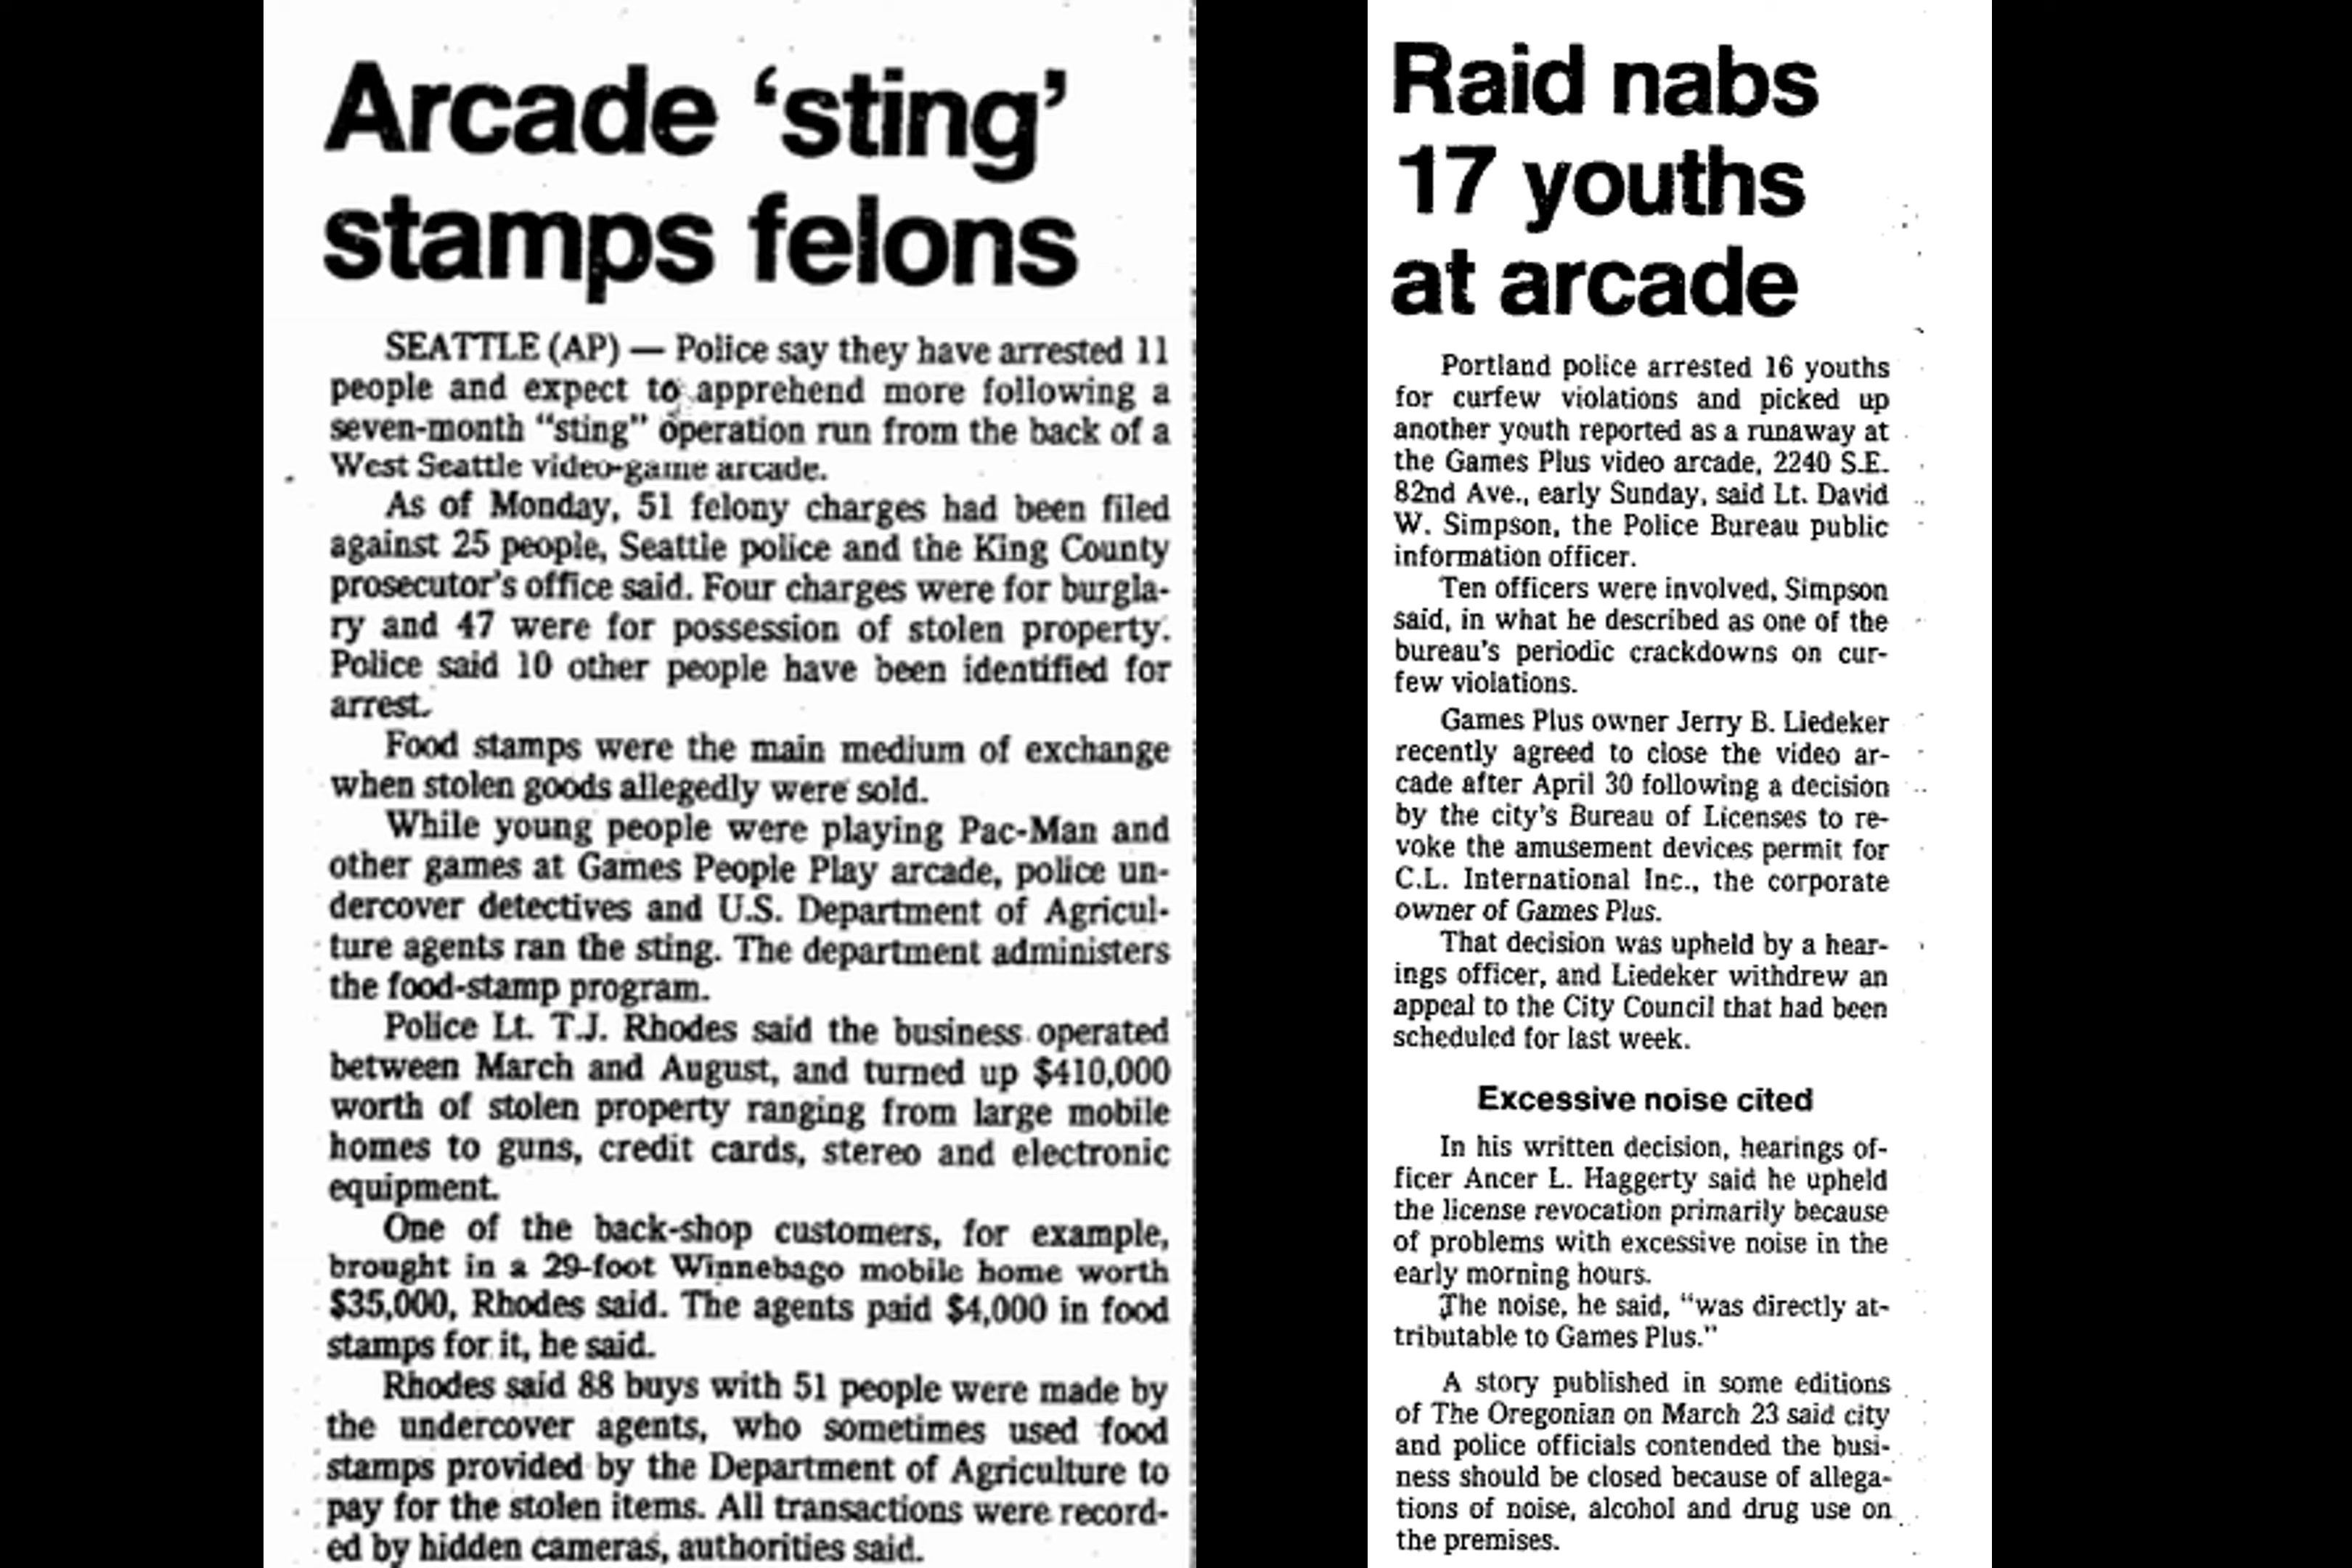 Arcade ‘sting’
stamps felons
SEATTLE (AP) — Police say they have arrested 11
people and expect to apprehend more following a
seven-month “sting” operation run from the back of a
West Seattle video-game arcade.
As of Monday, 51 felony charges had been filed
against 25 people, Seattle police and the King County
prosecutor's office said. Four charges were for burgla-
ry and 47 were for possession of stolen property.
Police said 10 other people have been identified for
arrest.
Food stamps were the main medium of exchange
when stolen goods allegedly were sold.
While young people were playing Pac-Man and
other games at Games People Play arcade, police un-
dercover detectives and U.S. Department of Agricul-
ture agents ran the sting. The department administers
the food-stamp program.
Police Lt. T.J. Rhodes said the business operated
between March and August, and turned up $410,000
worth of stolen property ranging from large mobile
homes to guns, credit cards, stereo and electronic
equipment.
One of the back-shop customers, for example,
brought in a 29-foot Winnebago mobile home worth
$35,000, Rhodes said. The agents paid $4,000 in food
stamps for it, he said.
Rhodes said 88 buys with 51 people were made by
the undercover agents, who sometimes used food
stamps provided by the Department of Agriculture to
pay for the stolen items. All transactions were record-
ed by hidden cameras, authorities said.
Raid nabs
17 youths
at arcade
Portland police arrested 16 youths
for curfew violations and picked up
another youth reported as a runaway at
the Games Plus video arcade, 2240 S.E.
82nd Ave., early Sunday, said Lt. David
W. Simpson, the Police Bureau public
information officer.
Ten officers were involved, Simpson
said, in what he described as one of the
bureau's periodic crackdowns on cur-
few violations.
Games Plus owner Jerry B. Liedeker
recently agreed to close the video ar-
cade after April 30 following a decision
by the city's Bureau of Licenses to re-
voke the amusement devices permit for
C.L. International Inc., the corporate
owner of Games Plus.
That decision was upheld by a hear-
ings officer, and Liedeker withdrew an
appeal to the City Council that had been
scheduled for last week.
Excessive noise cited
In his written decision, hearings of-
ficer Ancer L. Haggerty said he upheld
the license revocation primarily because
of problems with excessive noise in the
early morning hours.
The noise, he said, “was directly at-
tributable to Games Plus.”
A story published in some editions
of The Oregonian on March 23 said city
and police officials contended the busi-
ness should be closed because of allega-
tions of noise, alcohol and drug use on
the premises.